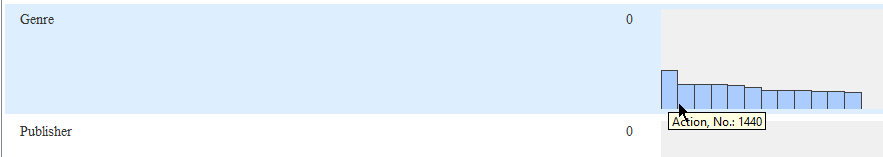 Genre 0
Action, No.: 1440
Publisher 0